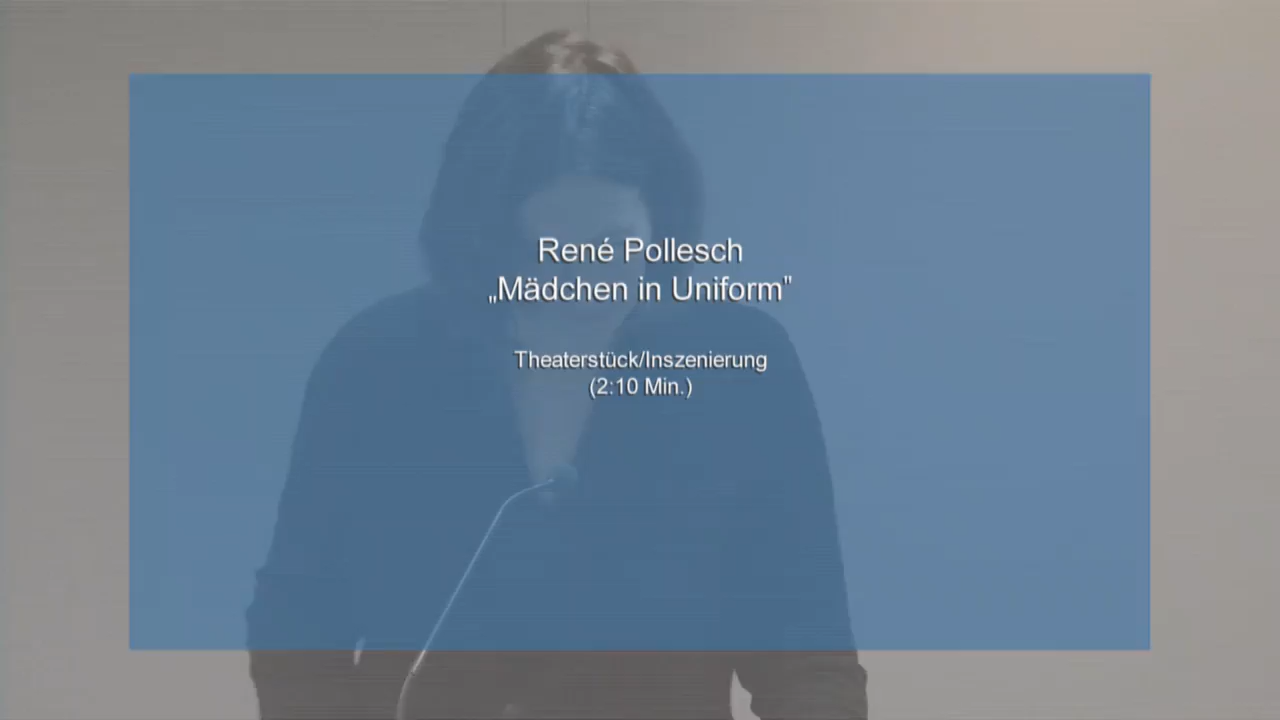 René Pollesch
„Mädchen in Uniform"
Theaterstück/Inszenierung
(2:10 Min.)